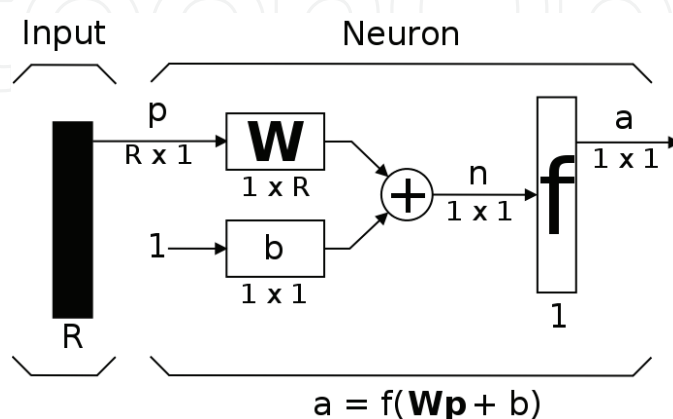 Input
Neuron
p
R x 1
W
1 x R
1
b
1 x 1
+
n
1 x 1
f
1
a
1 x 1
R
a = f(Wp + b)